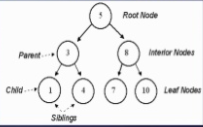 5 Root Node
Parent 3 8 Interior Nodes
Child 1 4 7 10 Leaf Nodes
Siblings